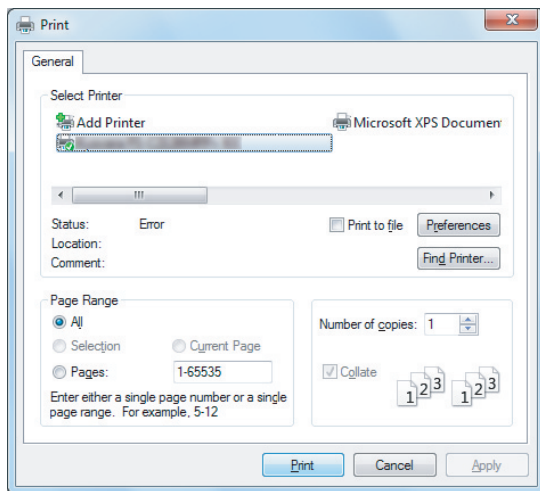 Print
General
Select Printer
Add Printer
Microsoft XPS Documen
Status: Error
Location:
Comment:
Print to file
Preferences
Find Printer...
Page Range
All
Selection
Current Page
Pages: 1-65535
Enter either a single page number or a single
page range. For example, 5-12
Number of copies: 1
Collate
1 2 3 1 2 3
Print Cancel Apply